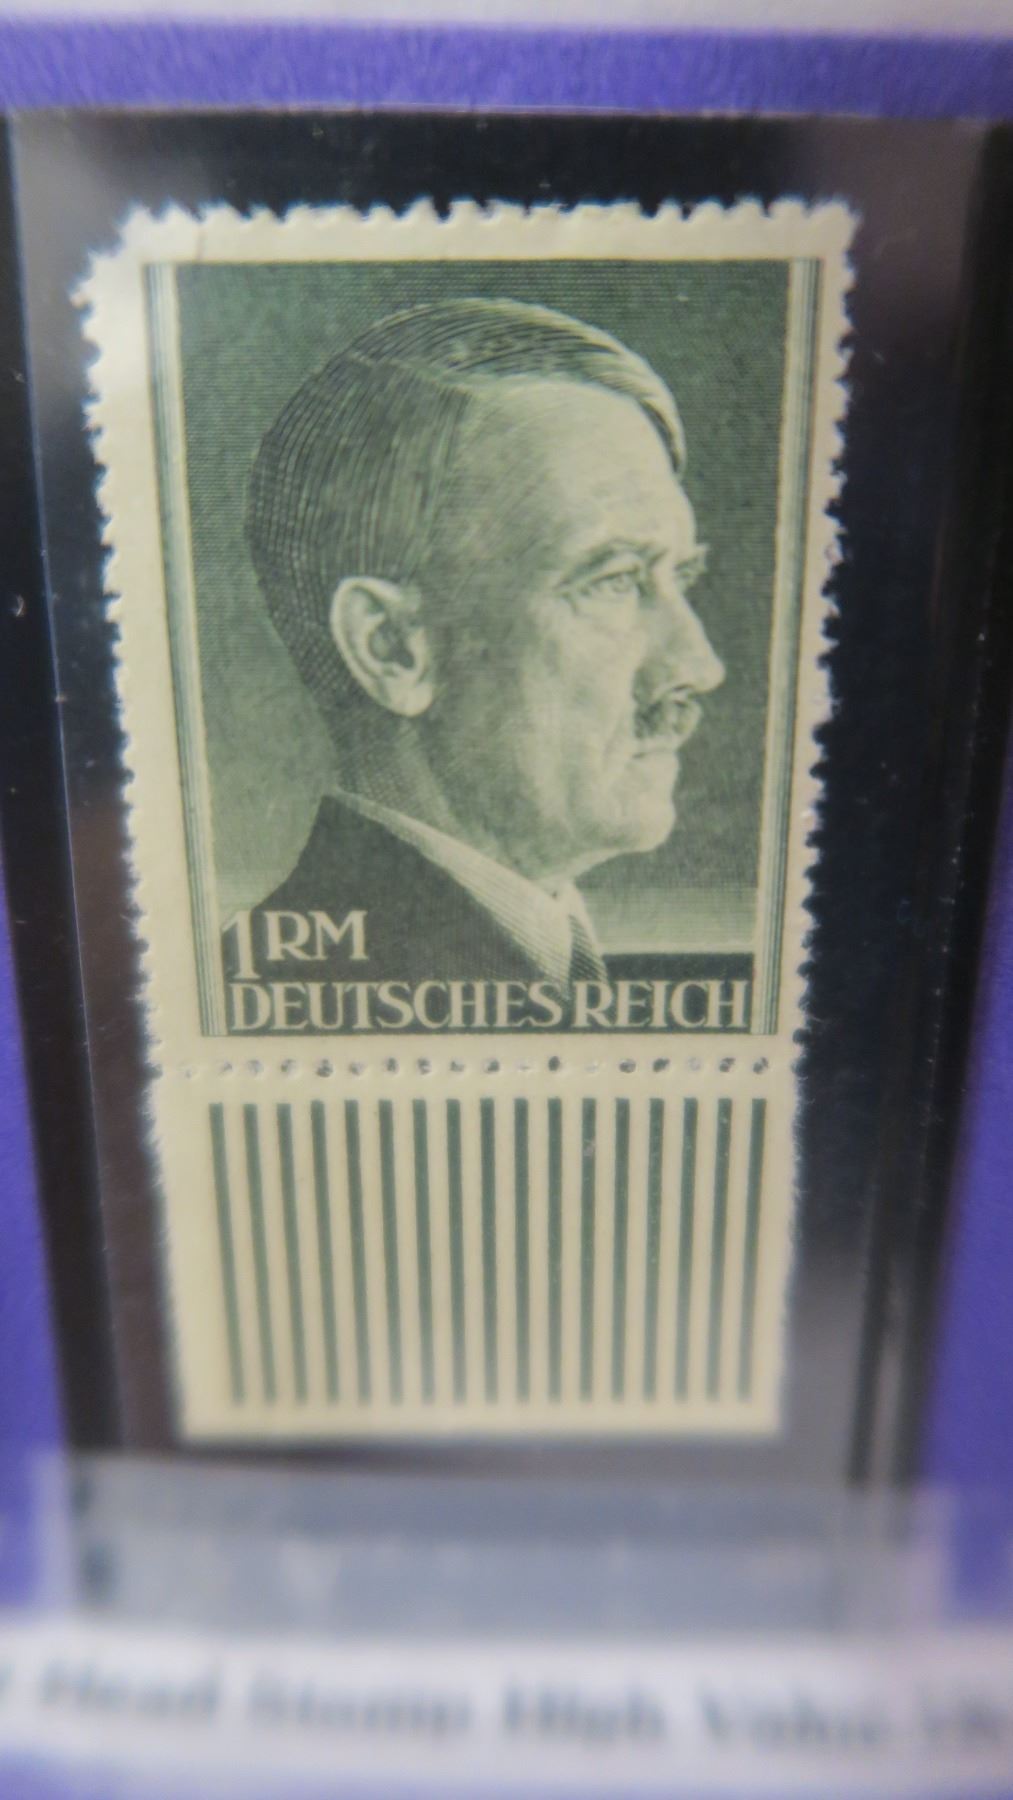 1 RM
DEUTSCHES REICH
Head Stamp High Value